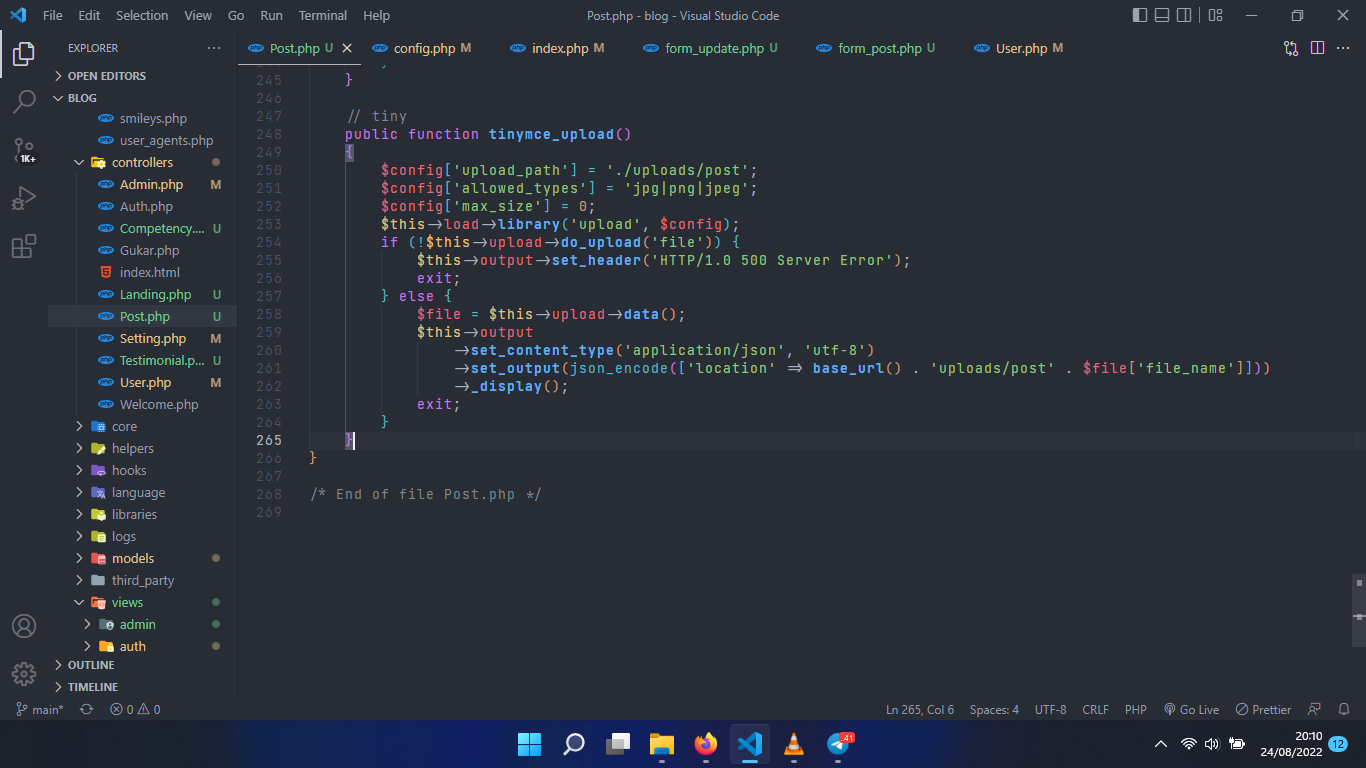 File Edit Selection View Go Run Terminal Help Post.php - blog - Visual Studio Code
EXPLORER
OPEN EDITORS
BLOG
smileys.php
user_agents.php
controllers
Admin.php M
Auth.php
Competency.... U
Gukar.php
index.html
Landing.php U
Post.php U
Setting.php M
Testimonial.p... U
User.php M
Welcome.php
core
helpers
hooks
language
libraries
logs
models
third_party
views
admin
auth
OUTLINE
TIMELINE
1K+
Post.php U config.php M index.php M form_update.php U form_post.php U User.php M
245 }
246
247 // tiny
248 public function tinymce_upload()
249 {
250 $config['upload_path'] = './uploads/post';
251 $config['allowed_types'] = 'jpg|png|jpeg';
252 $config['max_size'] = 0;
253 $this->load->library('upload', $config);
254 if (!$this->upload->do_upload('file')) {
255 $this->output->set_header('HTTP/1.0 500 Server Error');
256 exit;
257 } else {
258 $file = $this->upload->data();
259 $this->output
260 ->set_content_type('application/json', 'utf-8')
261 ->set_output(json_encode(['location' => base_url() . 'uploads/post' . $file['file_name']]))
262 ->_display();
263 exit;
264 }
265 }
266 }
267
268 /* End of file Post.php */
269
main* 0 0 Ln 265, Col 6 Spaces: 4 UTF-8 CRLF PHP Go Live Prettier
41
20:10
24/08/2022 12